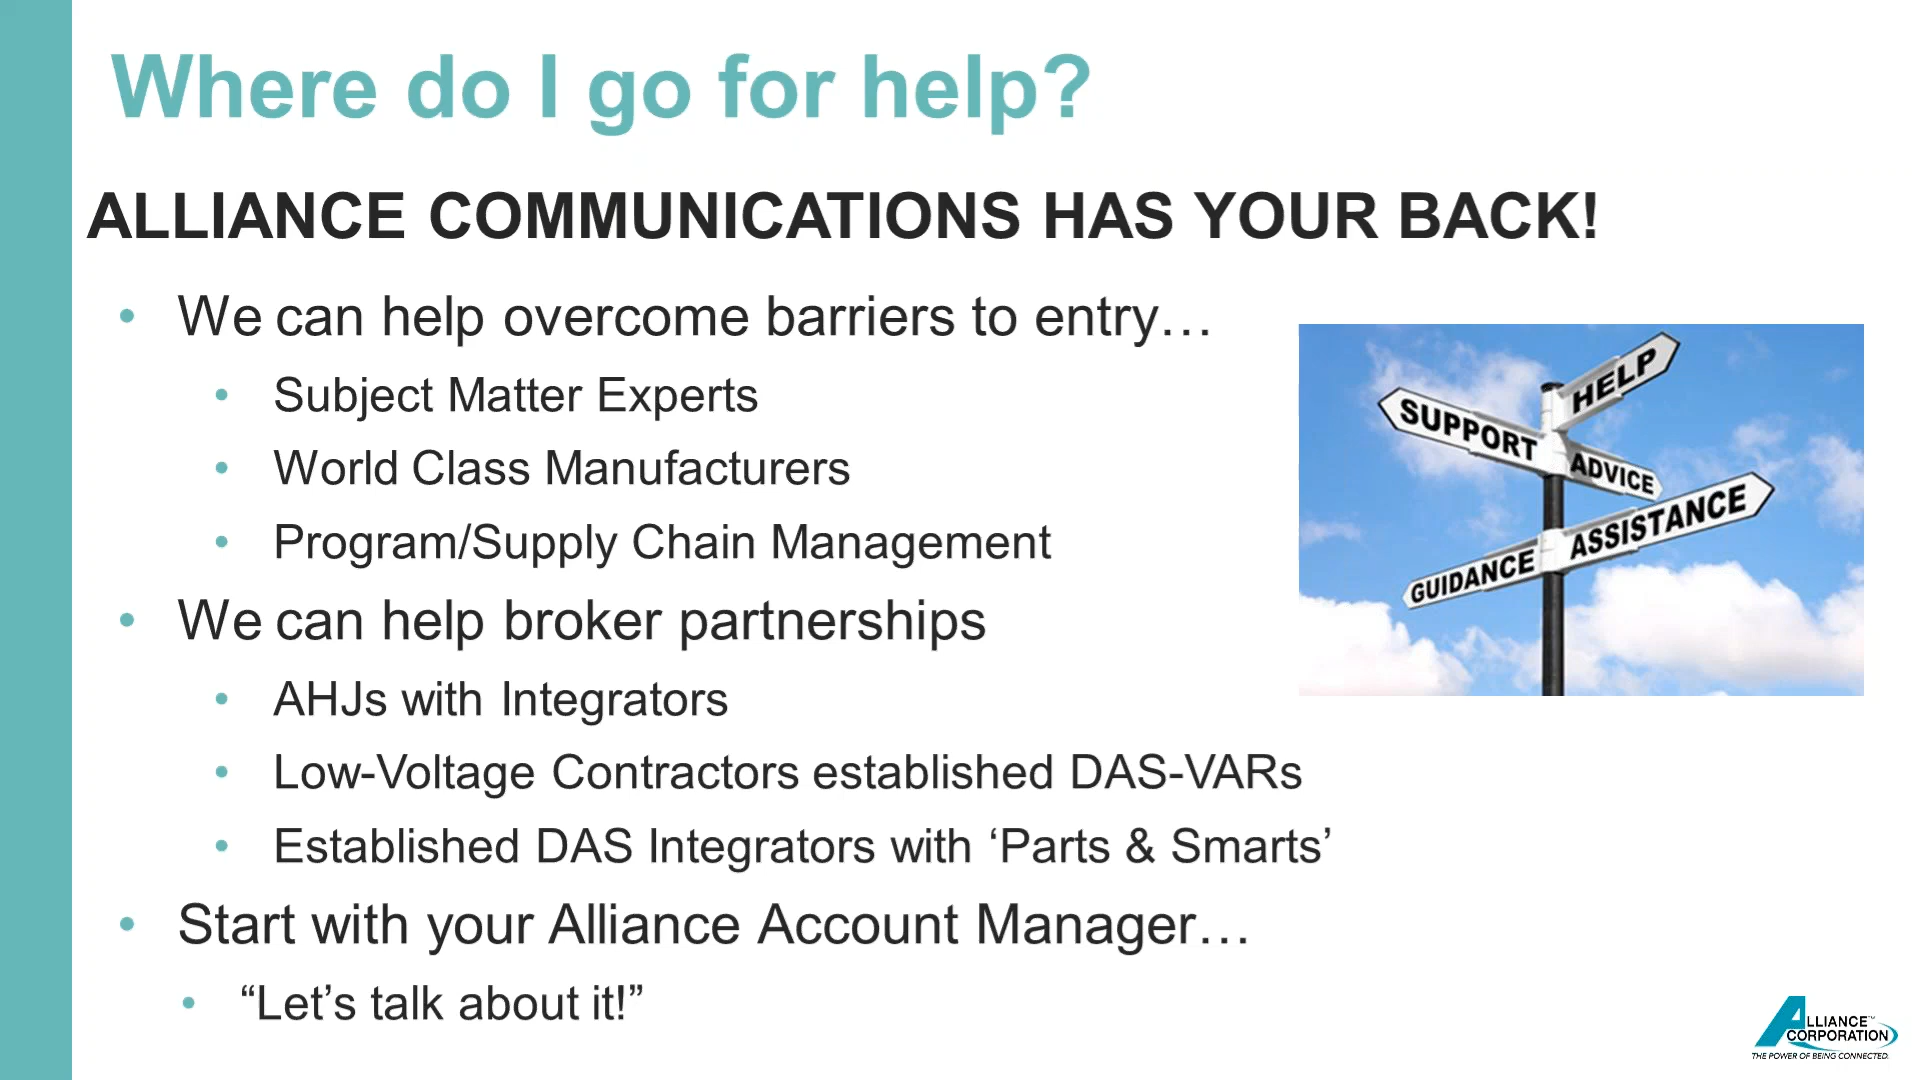 Where do I go for help?
ALLIANCE COMMUNICATIONS HAS YOUR BACK!
• We can help overcome barriers to entry…
• Subject Matter Experts
• World Class Manufacturers
• Program/Supply Chain Management
• We can help broker partnerships
• AHJs with Integrators
• Low-Voltage Contractors established DAS-VARs
• Established DAS Integrators with ‘Parts & Smarts’
• Start with your Alliance Account Manager…
• “Let’s talk about it!”
HELP
SUPPORT
ADVICE
ASSISTANCE
GUIDANCE
ALLIANCE™
CORPORATION
THE POWER OF BEING CONNECTED.